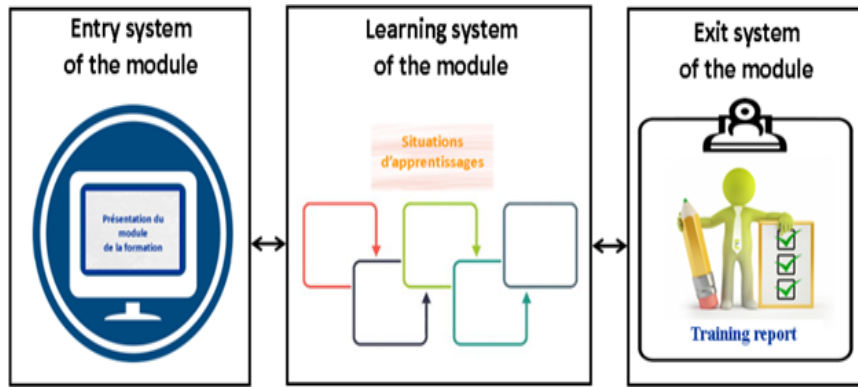 Entry system
of the module
Présentation du
module
de la formation
Learning system
of the module
Situations
d'apprentissages
Exit system
of the module
Training report